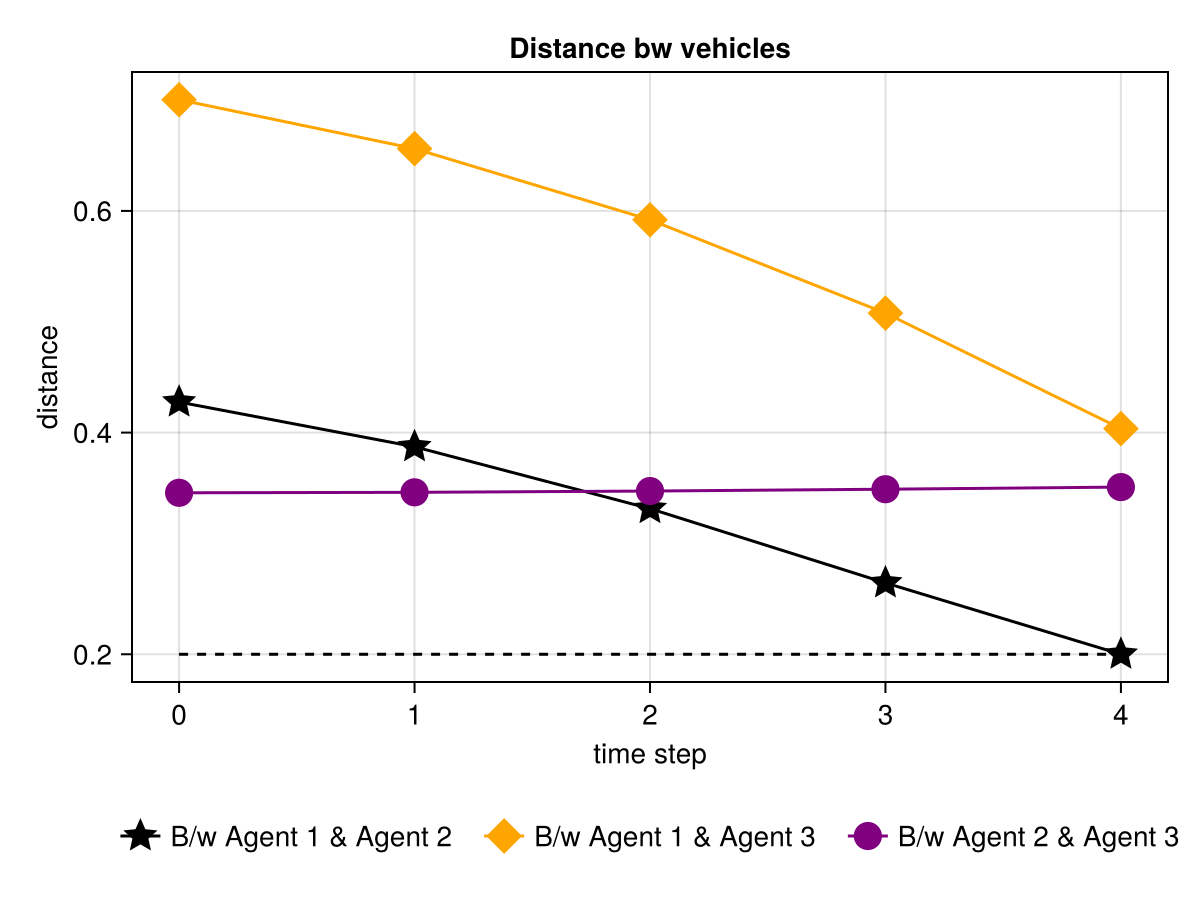 Distance bw vehicles
distance
0.6
0.4
0.2
0 1 2 3 4
time step
B/w Agent 1 & Agent 2 B/w Agent 1 & Agent 3 B/w Agent 2 & Agent 3